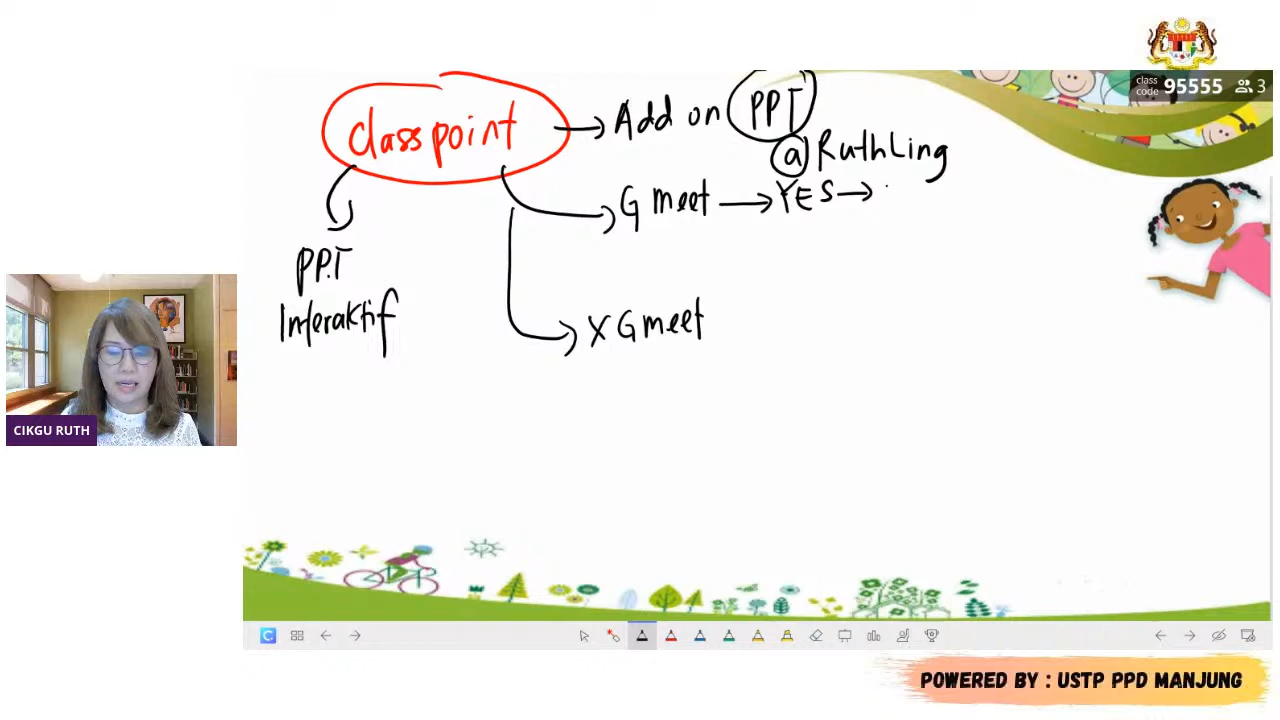 class code 95555 3
classpoint
Add on PPT
@ RuthLing
G meet → YES →
PPT
Interaktif
X Gmeet
CIKGU RUTH
POWERED BY : USTP PPD MANJUNG